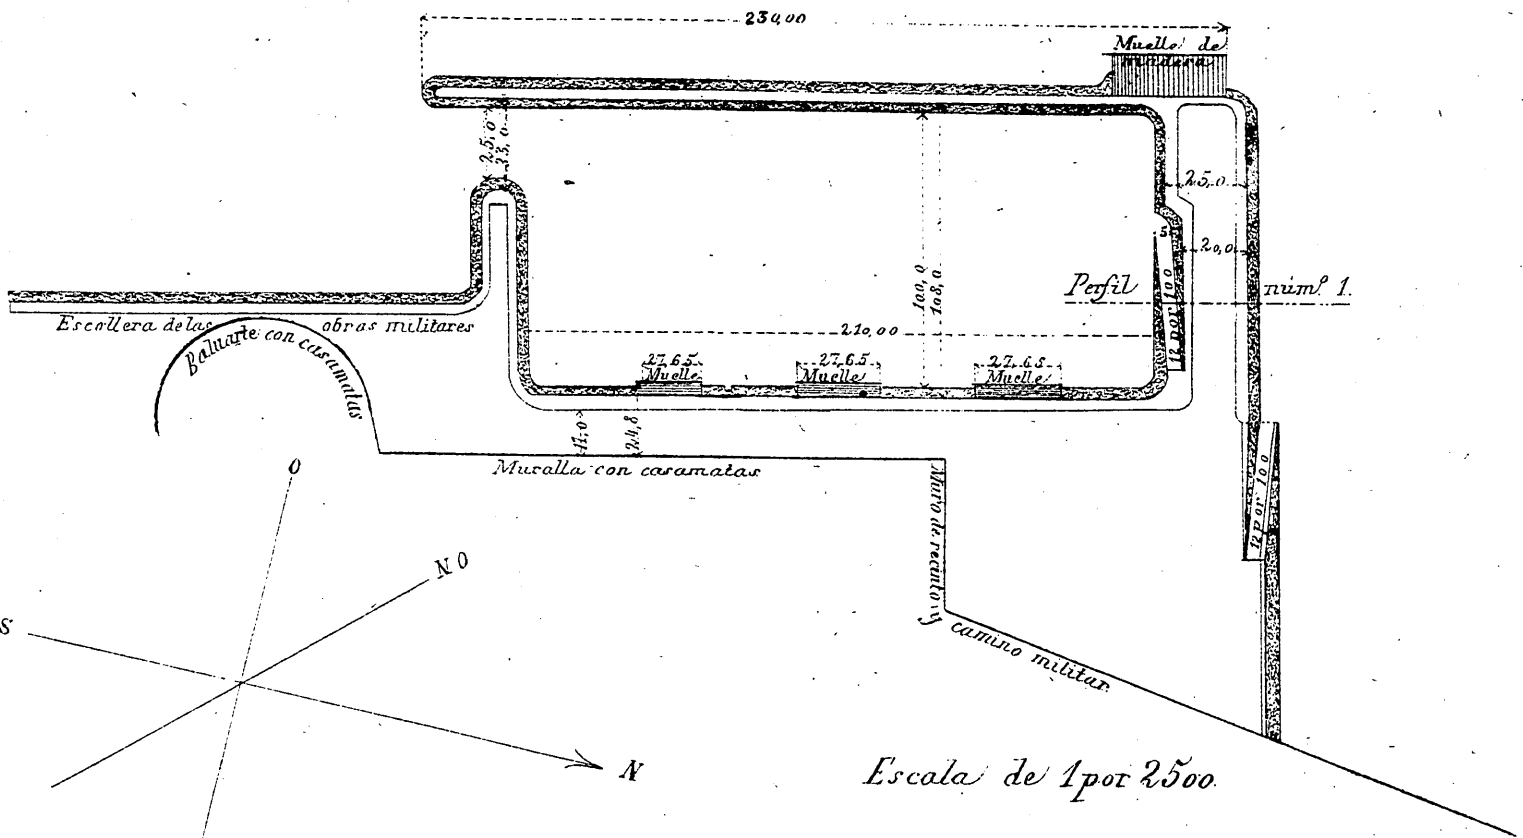 230,00
Muelle de
madera
25,0
23,0
25,0
5
20,0
100,0
108,0
12 por 100
Perfil núm.º 1.
Escollera de las obras militares
Baluarte con casamatas
210,00
27,65
Muelle
27,65
Muelle
27,65
Muelle
17,0
24,8
Muralla con casamatas
12 por 100
Muro de recinto y camino militar
O
NO
S
N
Escala de 1 por 2500.